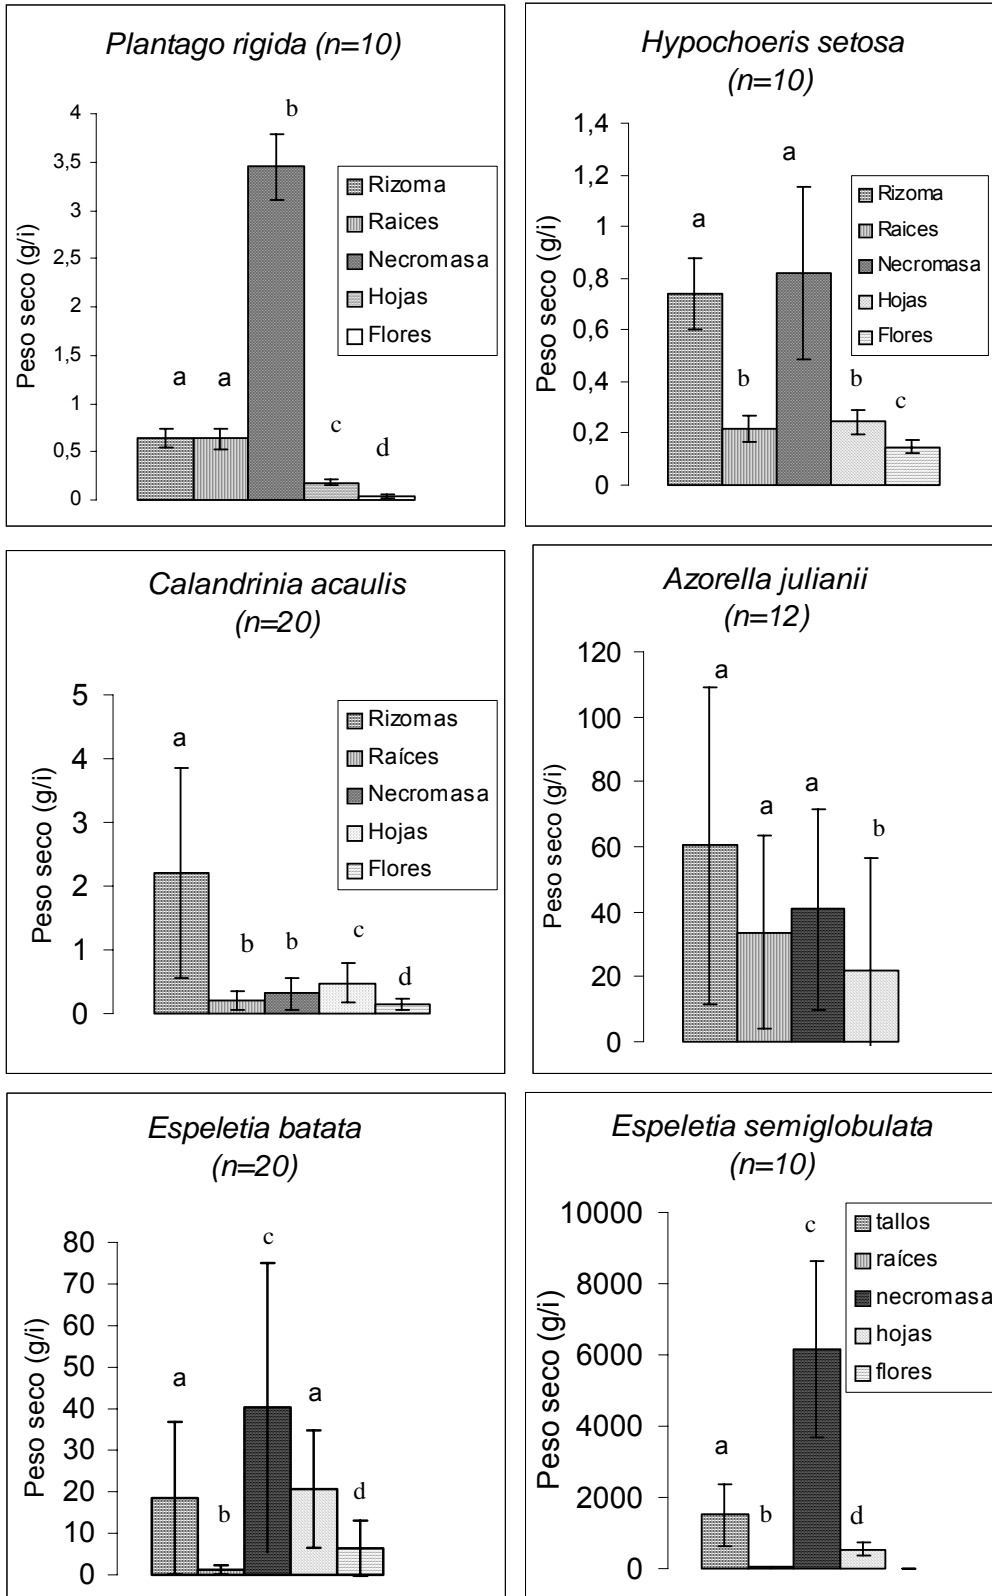 Plantago rigida (n=10)
Peso seco (g/i)
4
3,5
3
2,5
2
1,5
1
0,5
0
a
a
b
c
d
Rizoma
Raices
Necromasa
Hojas
Flores
Hypochoeris setosa
(n=10)
Peso seco (g/i)
1,4
1,2
1
0,8
0,6
0,4
0,2
0
a
b
a
b
c
Rizoma
Raices
Necromasa
Hojas
Flores
Calandrinia acaulis
(n=20)
Peso seco (g/i)
5
4
3
2
1
0
a
b
b
c
d
Rizomas
Raíces
Necromasa
Hojas
Flores
Azorella julianii
(n=12)
Peso seco (g/i)
120
100
80
60
40
20
0
a
a
a
b
Espeletia batata
(n=20)
Peso seco (g/i)
80
70
60
50
40
30
20
10
0
a
b
c
a
d
Espeletia semiglobulata
(n=10)
Peso seco (g/i)
10000
8000
6000
4000
2000
0
a
b
c
d
tallos
raíces
necromasa
hojas
flores